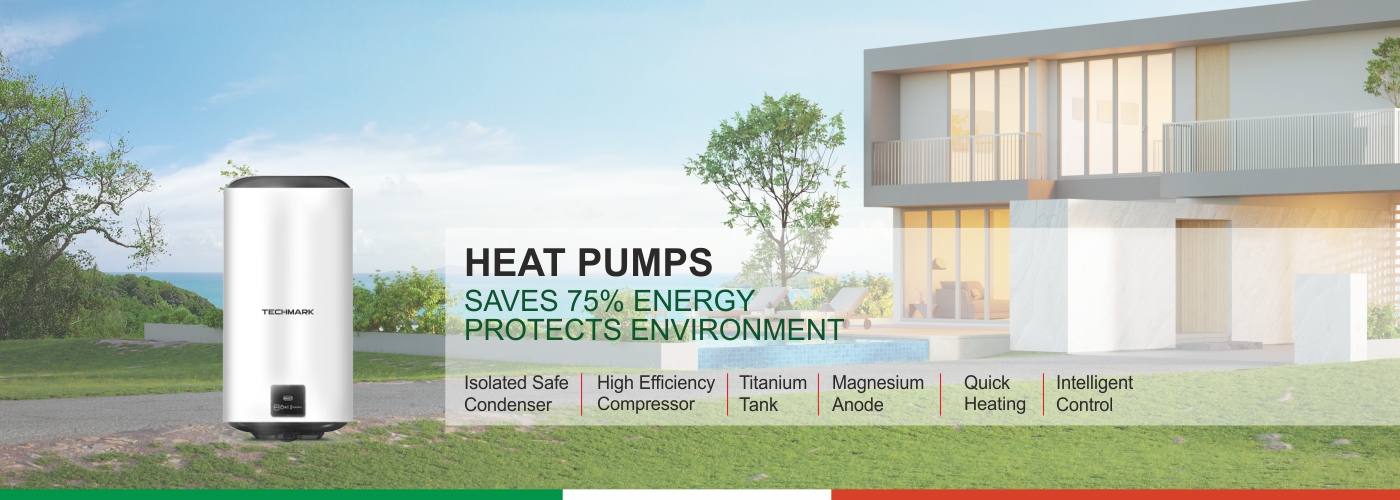 TECHMARK
HEAT PUMPS
SAVES 75% ENERGY
PROTECTS ENVIRONMENT
Isolated Safe
Condenser
High Efficiency
Compressor
Titanium
Tank
Magnesium
Anode
Quick
Heating
Intelligent
Control